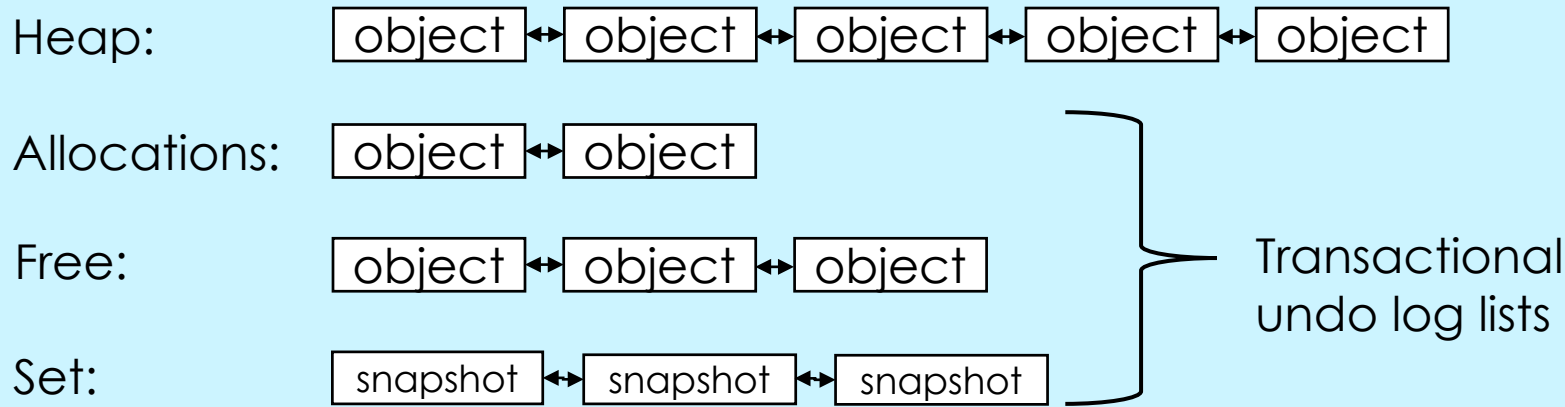 Heap: object object object object object
Allocations: object object
Free: object object object
Set: snapshot snapshot snapshot
Transactional
undo log lists